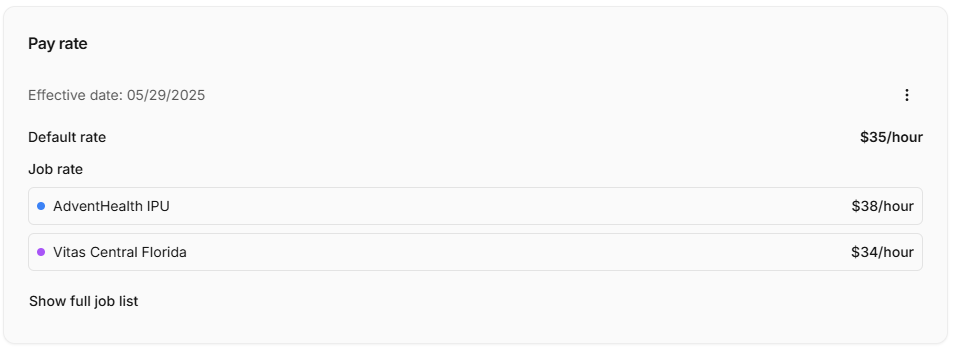 Pay rate
Effective date: 05/29/2025
Default rate $35/hour
Job rate
AdventHealth IPU $38/hour
Vitas Central Florida $34/hour
Show full job list